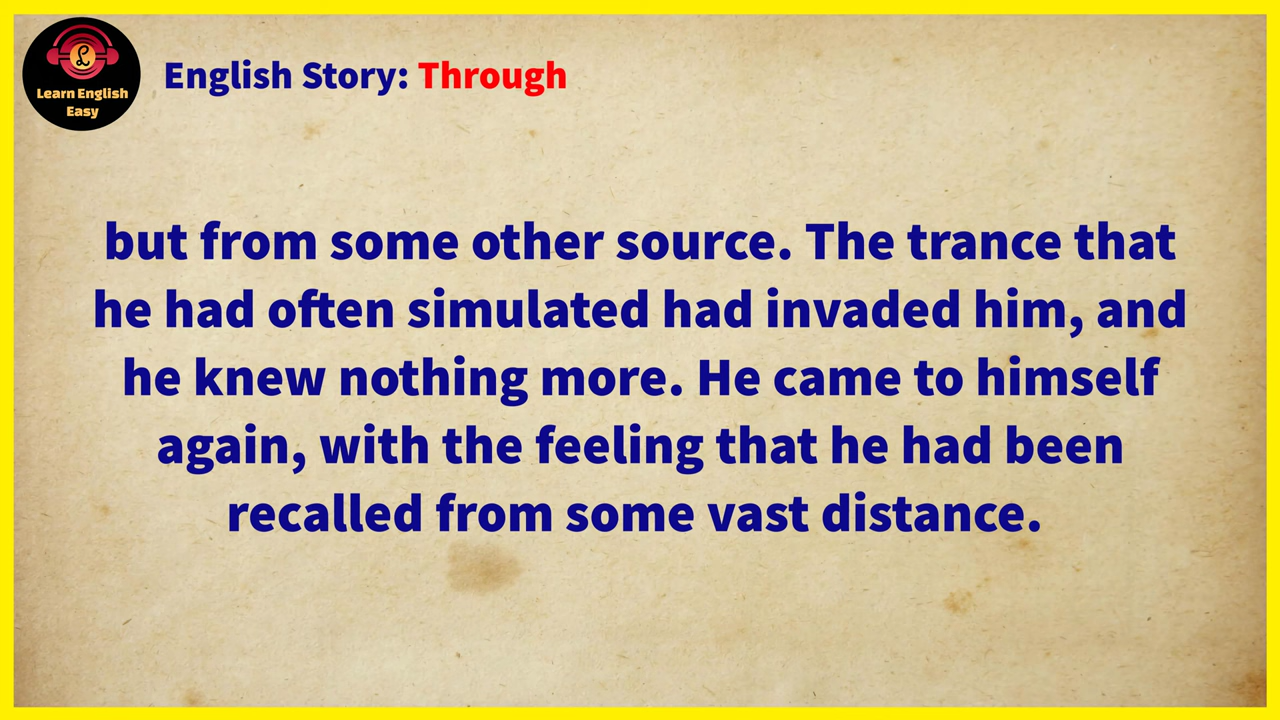 Learn English
Easy
English Story: Through
but from some other source. The trance that
he had often simulated had invaded him, and
he knew nothing more. He came to himself
again, with the feeling that he had been
recalled from some vast distance.